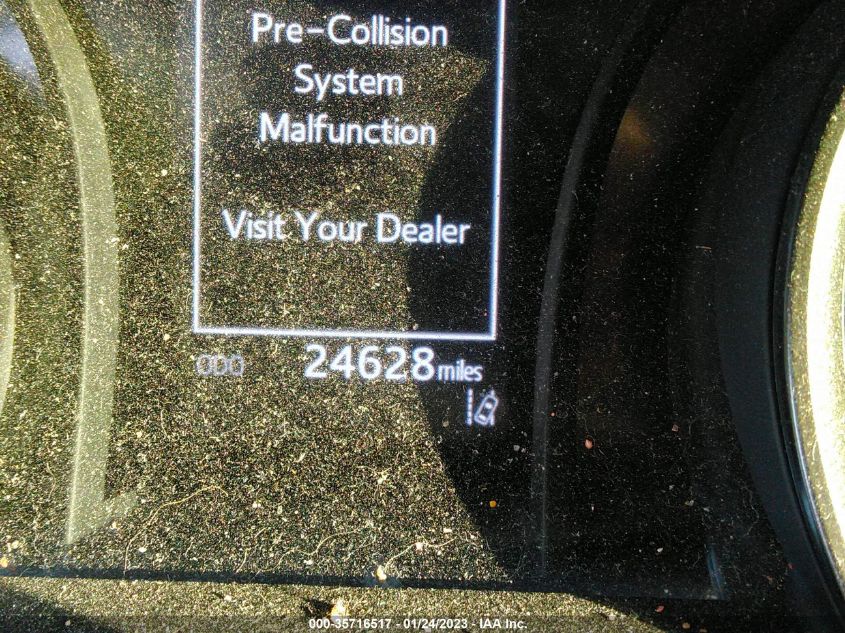 Pre-Collision
System
Malfunction
Visit Your Dealer
ODO 24628 miles
000-35716517 - 01/24/2023 - IAA Inc.